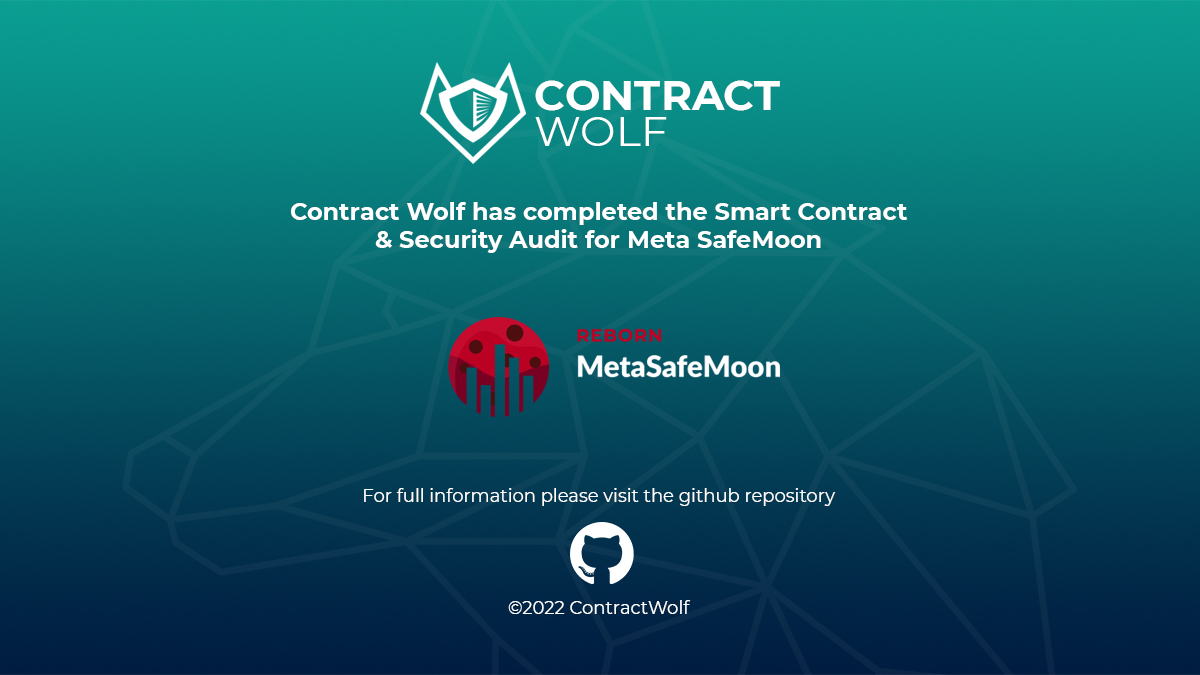 CONTRACT
WOLF
Contract Wolf has completed the Smart Contract
& Security Audit for Meta SafeMoon
REBORN
MetaSafeMoon
For full information please visit the github repository
©2022 ContractWolf